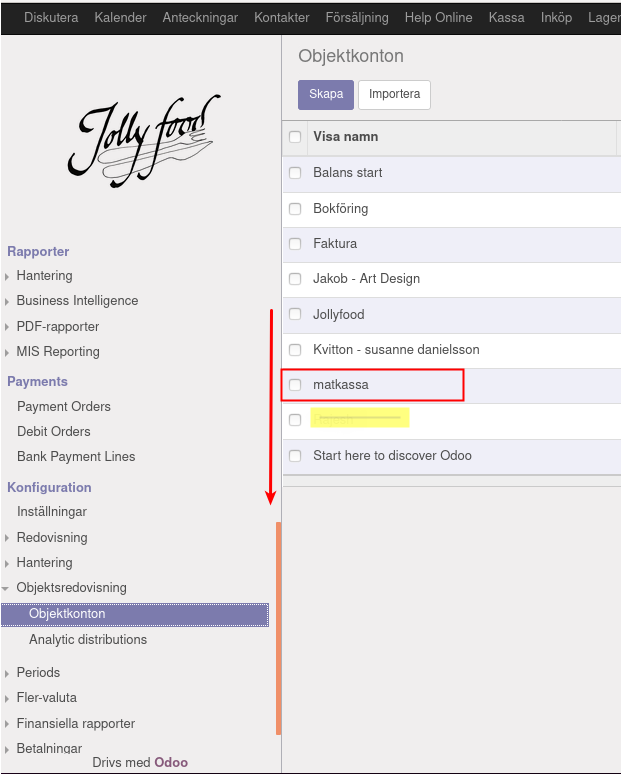 Diskutera Kalender Anteckningar Kontakter Försäljning Help Online Kassa Inköp Lager
Jolly food
Rapporter
Hantering
Business Intelligence
PDF-rapporter
MIS Reporting
Payments
Payment Orders
Debit Orders
Bank Payment Lines
Konfiguration
Inställningar
Redovisning
Hantering
Objektsredovisning
Objektkonton
Analytic distributions
Periods
Fler-valuta
Finansiella rapporter
Betalningar
Drivs med Odoo
Objektkonton
Skapa Importera
Visa namn
Balans start
Bokföring
Faktura
Jakob - Art Design
Jollyfood
Kvitton - susanne danielsson
matkassa
Start here to discover Odoo